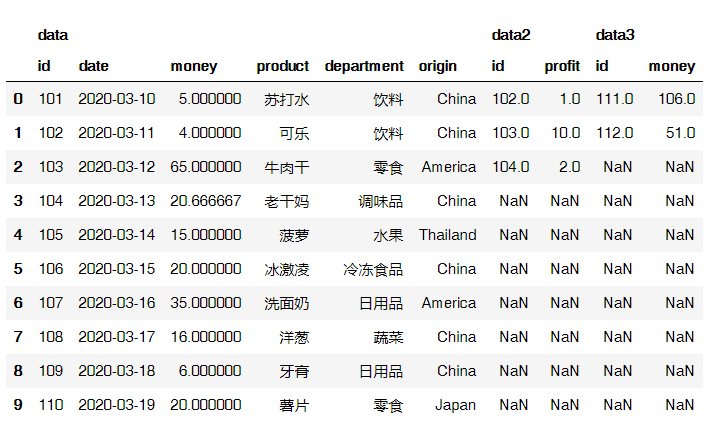 data data2 data3
id date money product department origin id profit id money
0 101 2020-03-10 5.000000 苏打水 饮料 China 102.0 1.0 111.0 106.0
1 102 2020-03-11 4.000000 可乐 饮料 China 103.0 10.0 112.0 51.0
2 103 2020-03-12 65.000000 牛肉干 零食 America 104.0 2.0 NaN NaN
3 104 2020-03-13 20.666667 老干妈 调味品 China NaN NaN NaN NaN
4 105 2020-03-14 15.000000 菠萝 水果 Thailand NaN NaN NaN NaN
5 106 2020-03-15 20.000000 冰激凌 冷冻食品 China NaN NaN NaN NaN
6 107 2020-03-16 35.000000 洗面奶 日用品 America NaN NaN NaN NaN
7 108 2020-03-17 16.000000 洋葱 蔬菜 China NaN NaN NaN NaN
8 109 2020-03-18 6.000000 牙膏 日用品 China NaN NaN NaN NaN
9 110 2020-03-19 20.000000 薯片 零食 Japan NaN NaN NaN NaN